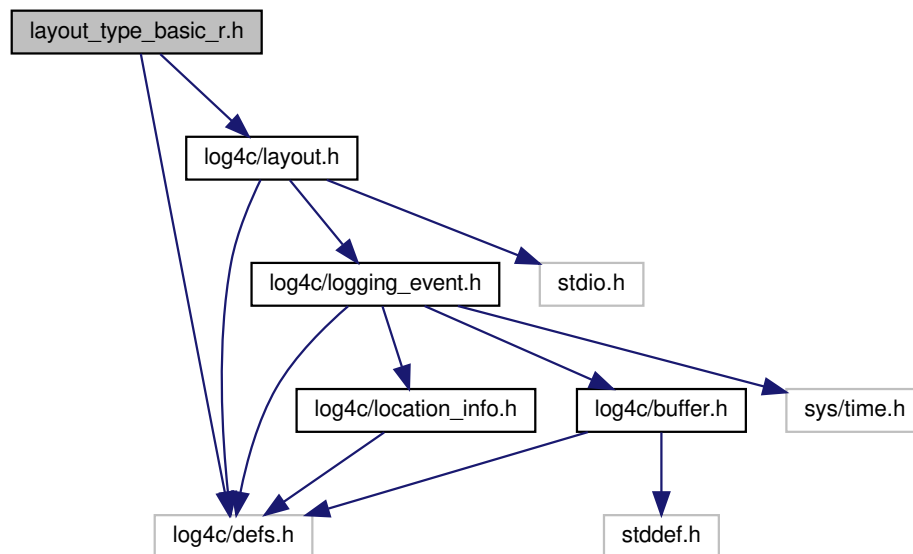 layout_type_basic_r.h
log4c/layout.h
log4c/logging_event.h
stdio.h
log4c/location_info.h
log4c/buffer.h
sys/time.h
log4c/defs.h
stddef.h